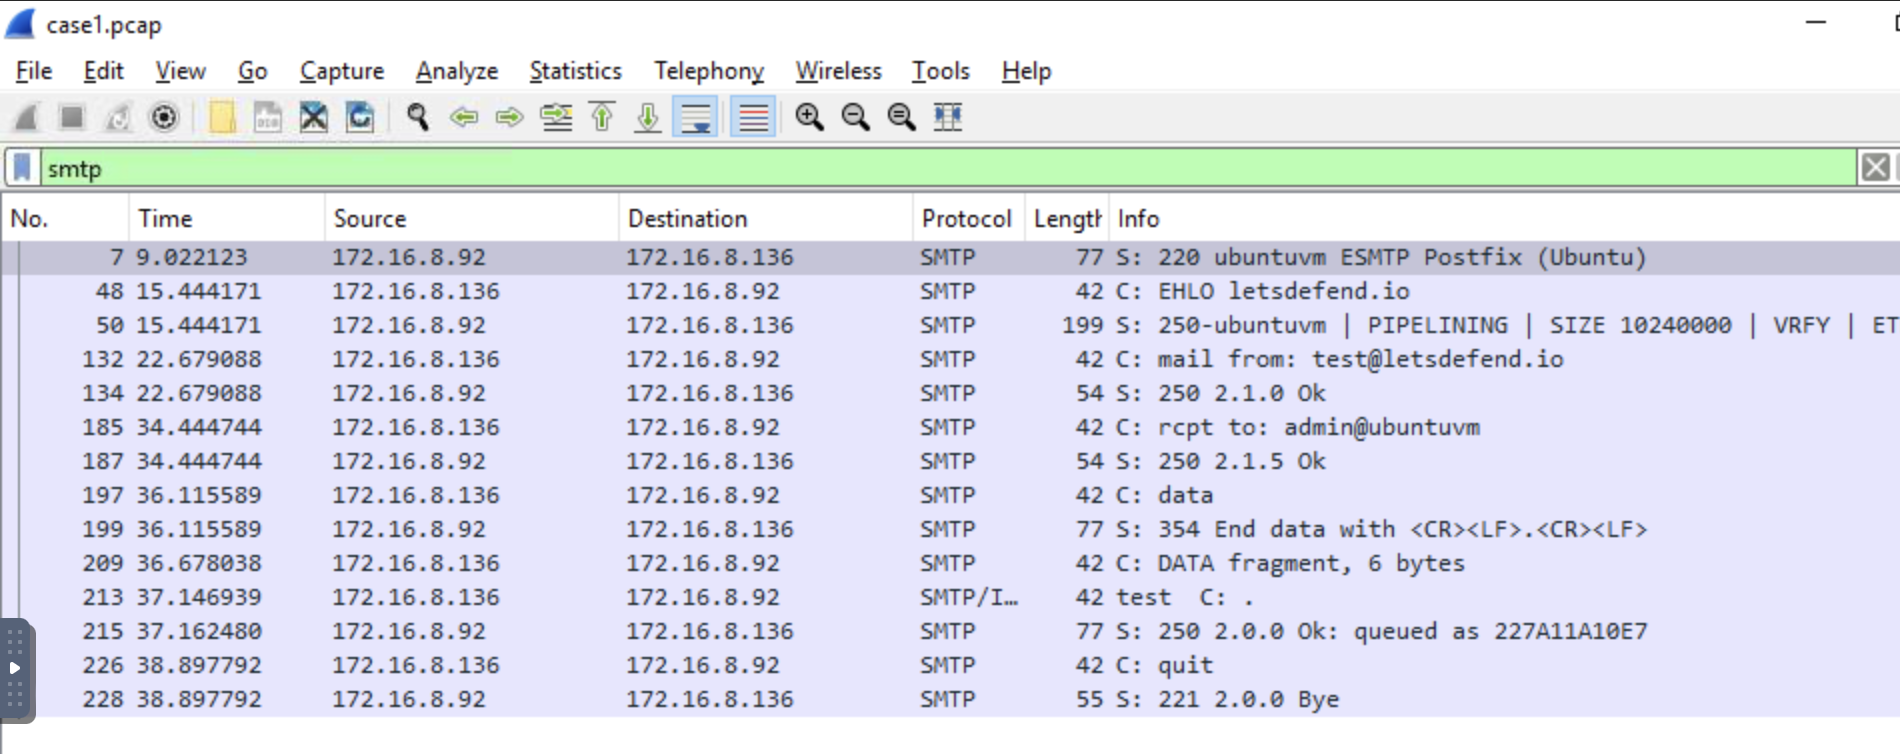 case1.pcap
File Edit View Go Capture Analyze Statistics Telephony Wireless Tools Help
smtp
No. Time Source Destination Protocol Length Info
7 9.022123 172.16.8.92 172.16.8.136 SMTP 77 S: 220 ubuntuvm ESMTP Postfix (Ubuntu)
48 15.444171 172.16.8.136 172.16.8.92 SMTP 42 C: EHLO letsdefend.io
50 15.444171 172.16.8.92 172.16.8.136 SMTP 199 S: 250-ubuntuvm | PIPELINING | SIZE 10240000 | VRFY | ET
132 22.679088 172.16.8.136 172.16.8.92 SMTP 42 C: mail from: test@letsdefend.io
134 22.679088 172.16.8.92 172.16.8.136 SMTP 54 S: 250 2.1.0 Ok
185 34.444744 172.16.8.136 172.16.8.92 SMTP 42 C: rcpt to: admin@ubuntuvm
187 34.444744 172.16.8.92 172.16.8.136 SMTP 54 S: 250 2.1.5 Ok
197 36.115589 172.16.8.136 172.16.8.92 SMTP 42 C: data
199 36.115589 172.16.8.92 172.16.8.136 SMTP 77 S: 354 End data with <CR><LF>.<CR><LF>
209 36.678038 172.16.8.136 172.16.8.92 SMTP 42 C: DATA fragment, 6 bytes
213 37.146939 172.16.8.136 172.16.8.92 SMTP/I… 42 test C: .
215 37.162480 172.16.8.92 172.16.8.136 SMTP 77 S: 250 2.0.0 Ok: queued as 227A11A10E7
226 38.897792 172.16.8.136 172.16.8.92 SMTP 42 C: quit
228 38.897792 172.16.8.92 172.16.8.136 SMTP 55 S: 221 2.0.0 Bye